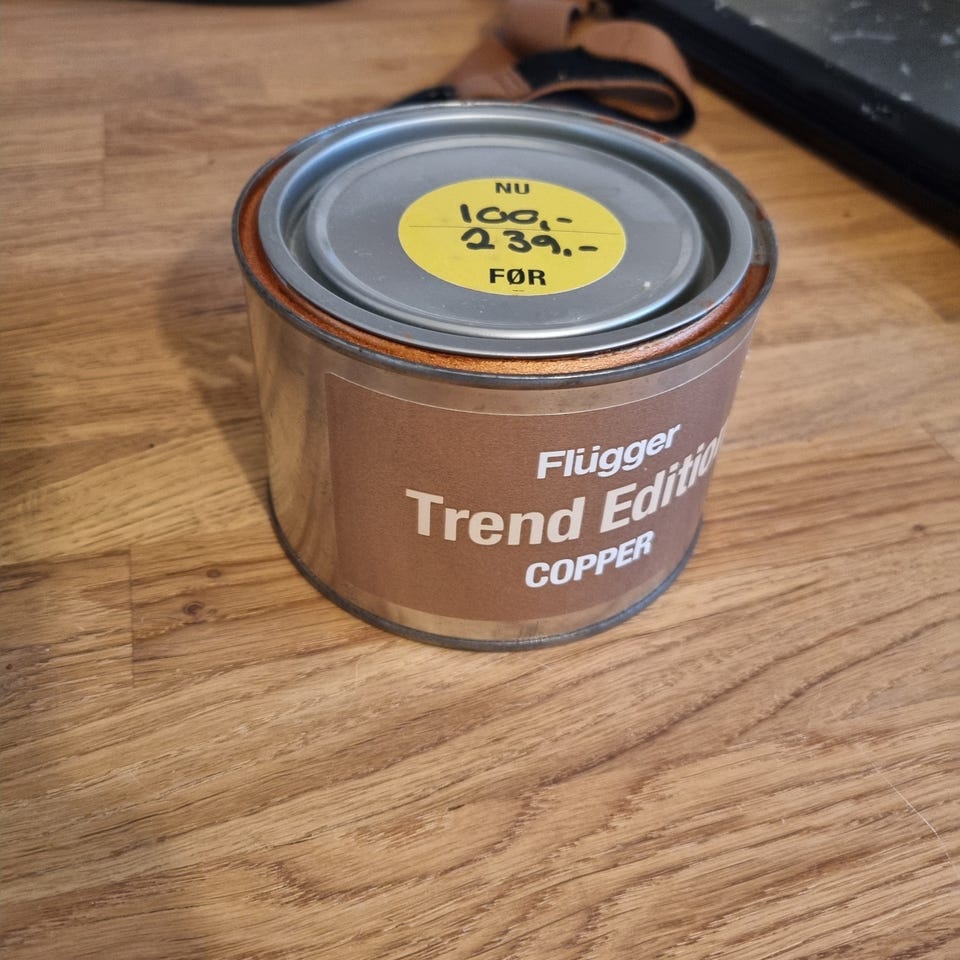 NU
100,-
239,-
FØR
Flügger
Trend Edition
COPPER